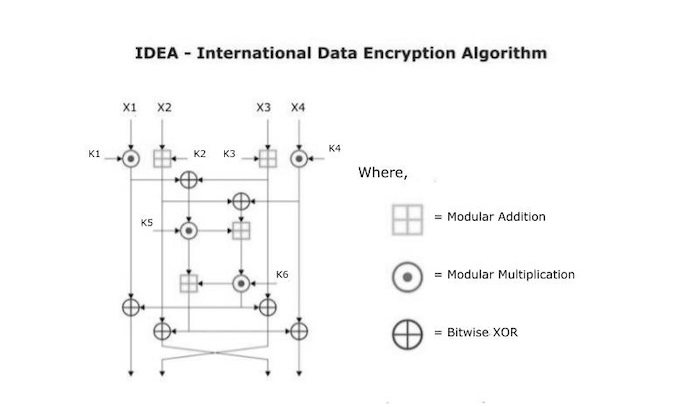 IDEA - International Data Encryption Algorithm
X1 X2 X3 X4
K1 K2 K3 K4
Where,
K5
= Modular Addition
K6
= Modular Multiplication
= Bitwise XOR